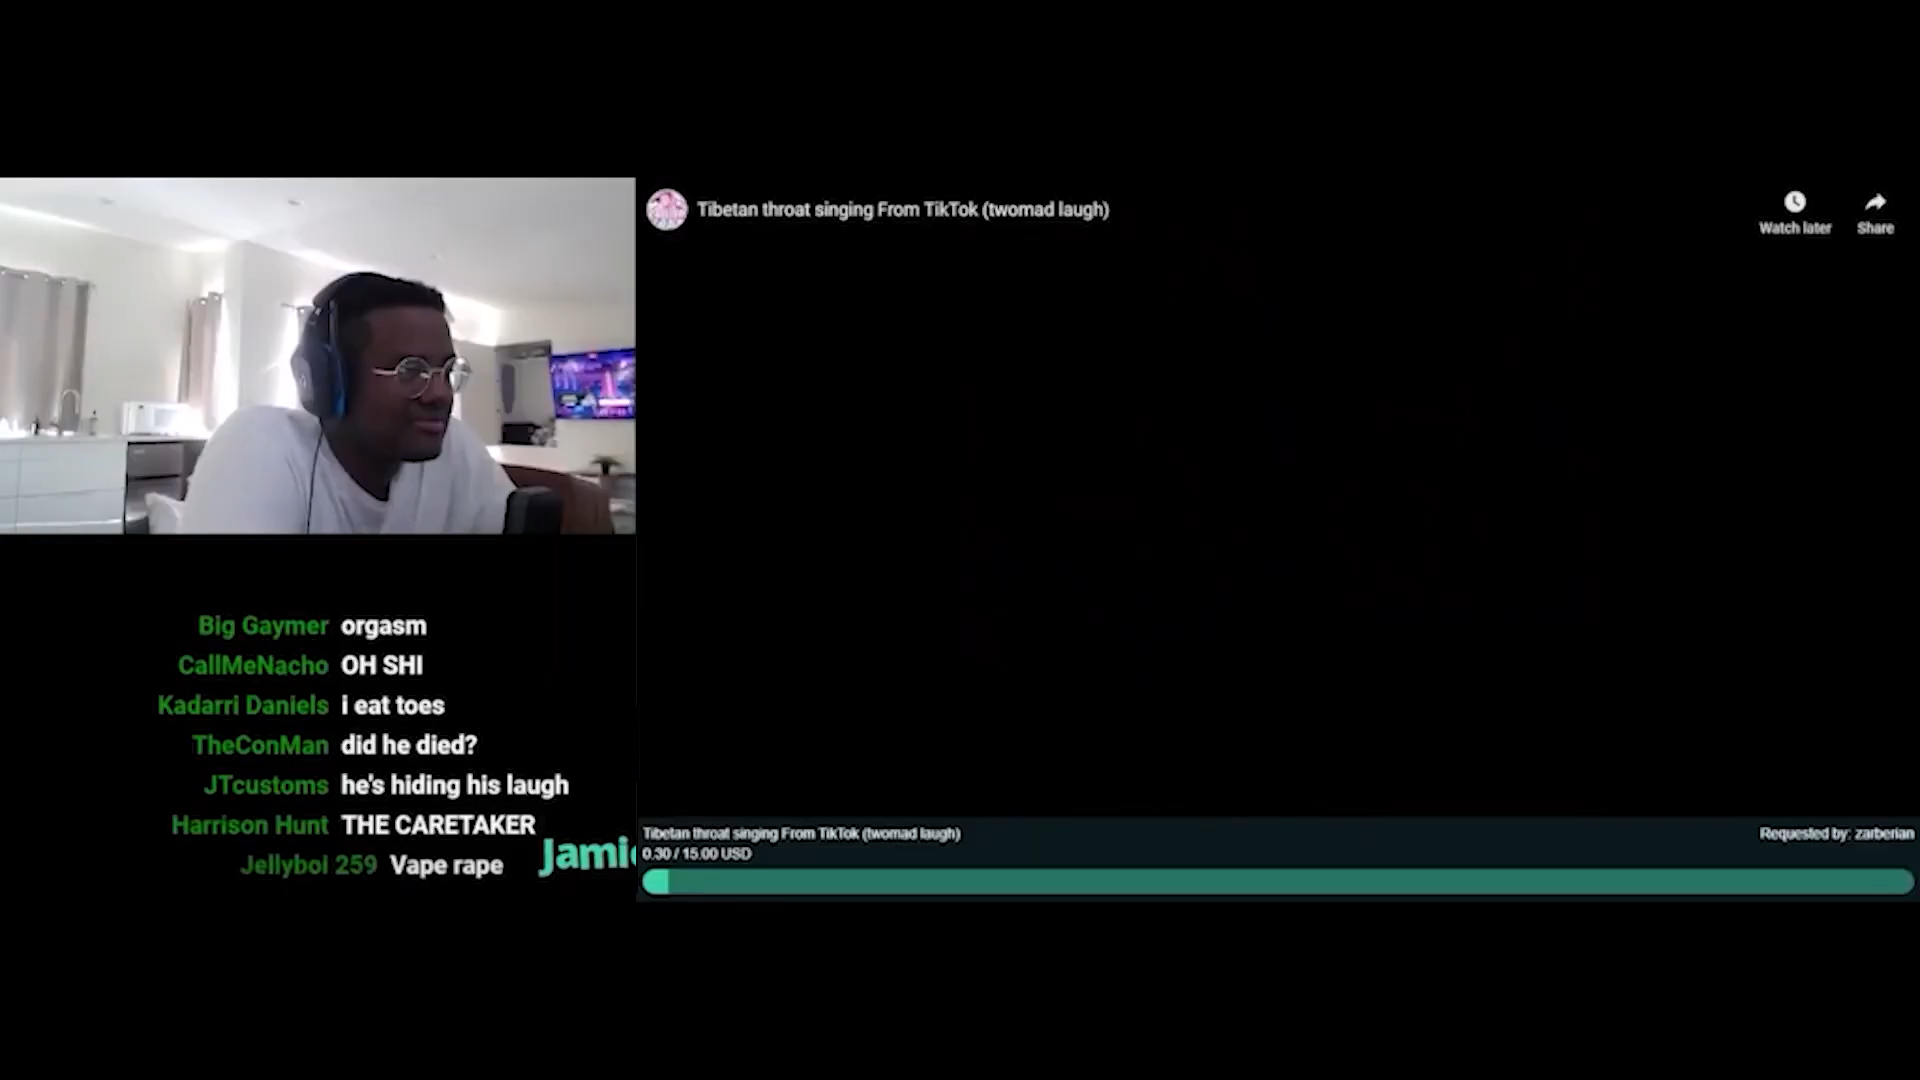 Tibetan throat singing From TikTok (twomad laugh)
Watch later
Share
Big Gaymer orgasm
CallMeNacho OH SHI
Kadarri Daniels i eat toes
TheConMan did he died?
JTcustoms he's hiding his laugh
Harrison Hunt THE CARETAKER
Jellyboi 259 Vape rape
Jamie
Tibetan throat singing From TikTok (twomad laugh)
Requested by: zarberian
0.30 / 15.00 USD